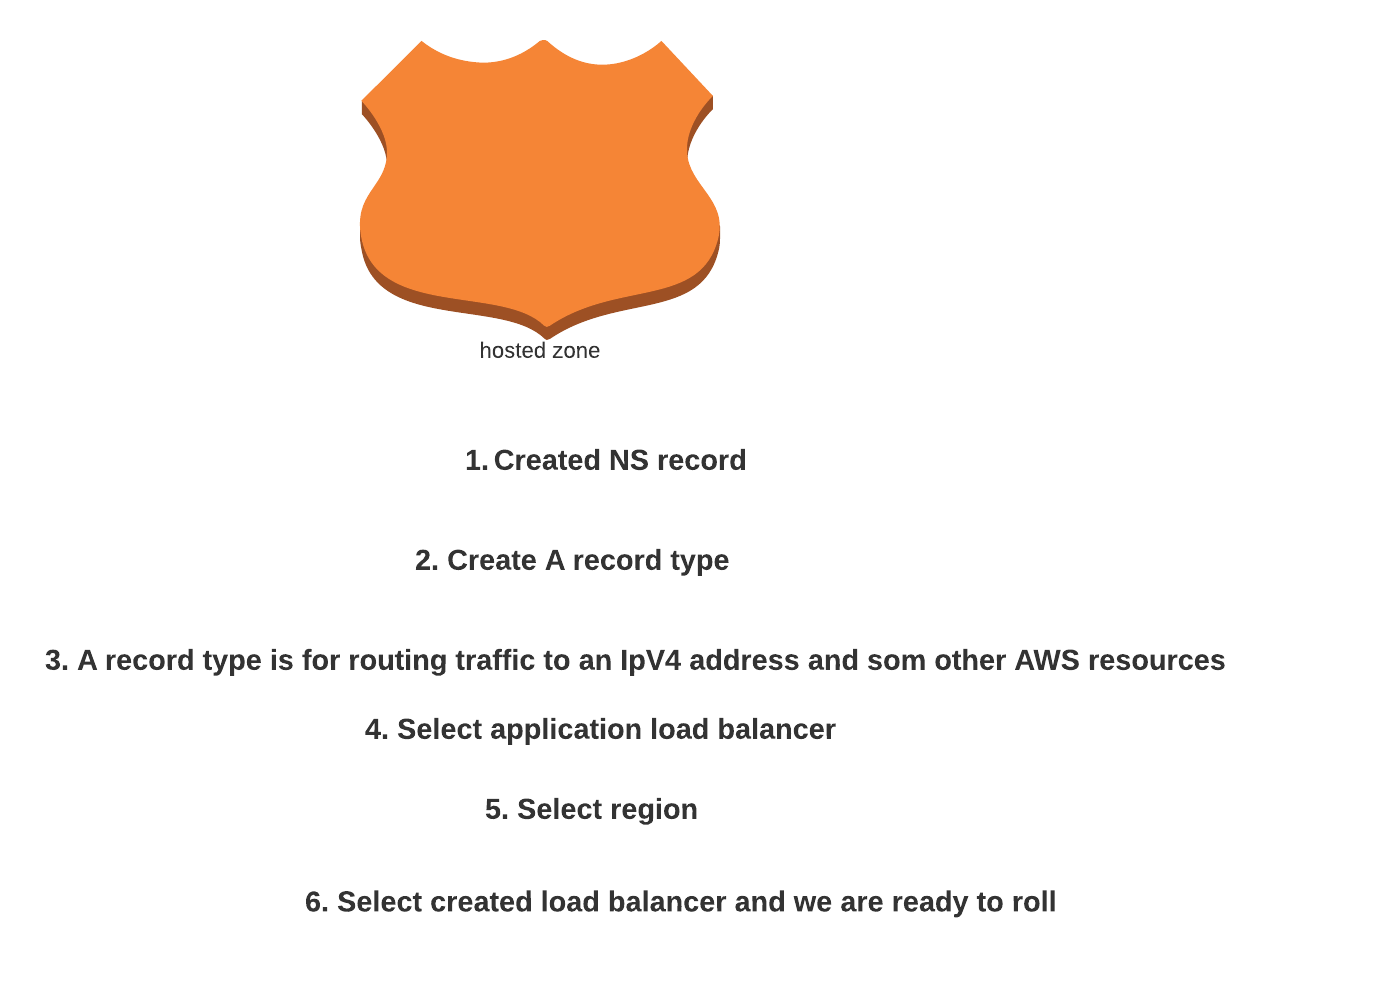 hosted zone
1. Created NS record
2. Create A record type
3. A record type is for routing traffic to an IpV4 address and som other AWS resources
4. Select application load balancer
5. Select region
6. Select created load balancer and we are ready to roll